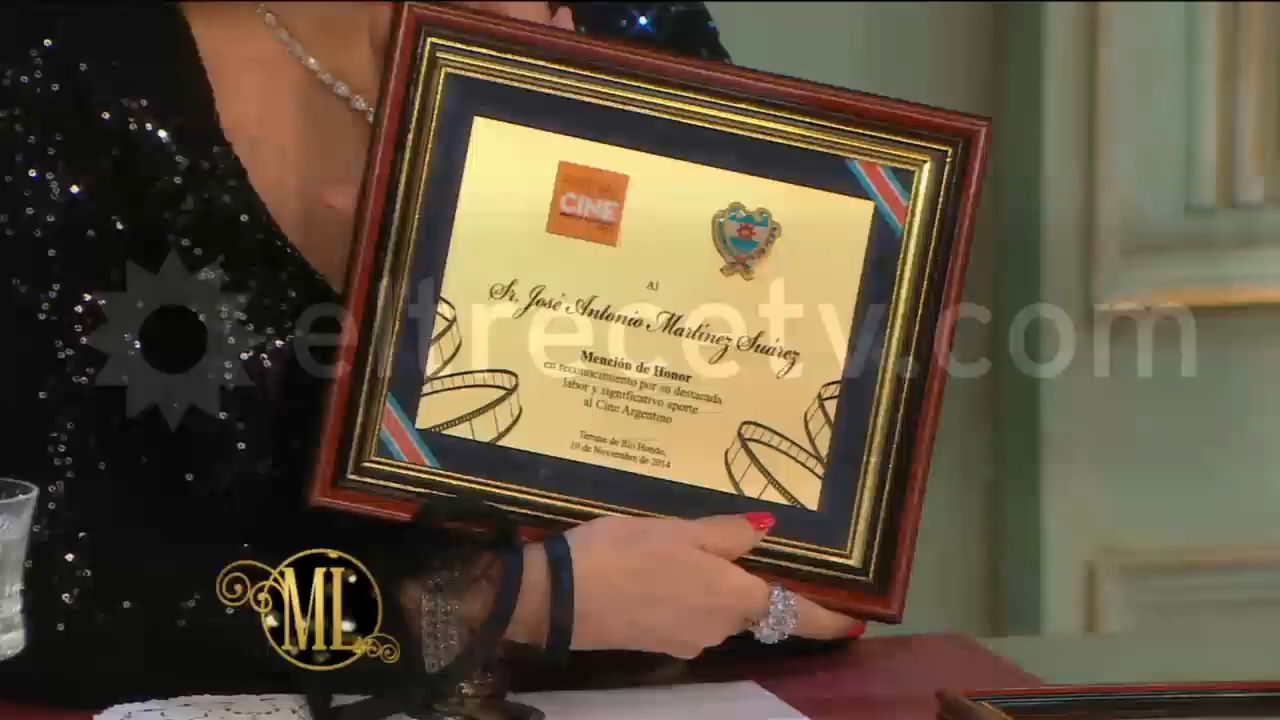 CINE
Al
Sr. José Antonio Martínez Suárez
Mención de Honor
en reconocimiento por su destacada
labor y significativo aporte
al Cine Argentino
Termas de Río Hondo,
10 de Noviembre de 2014
eltrecetv.com
ML